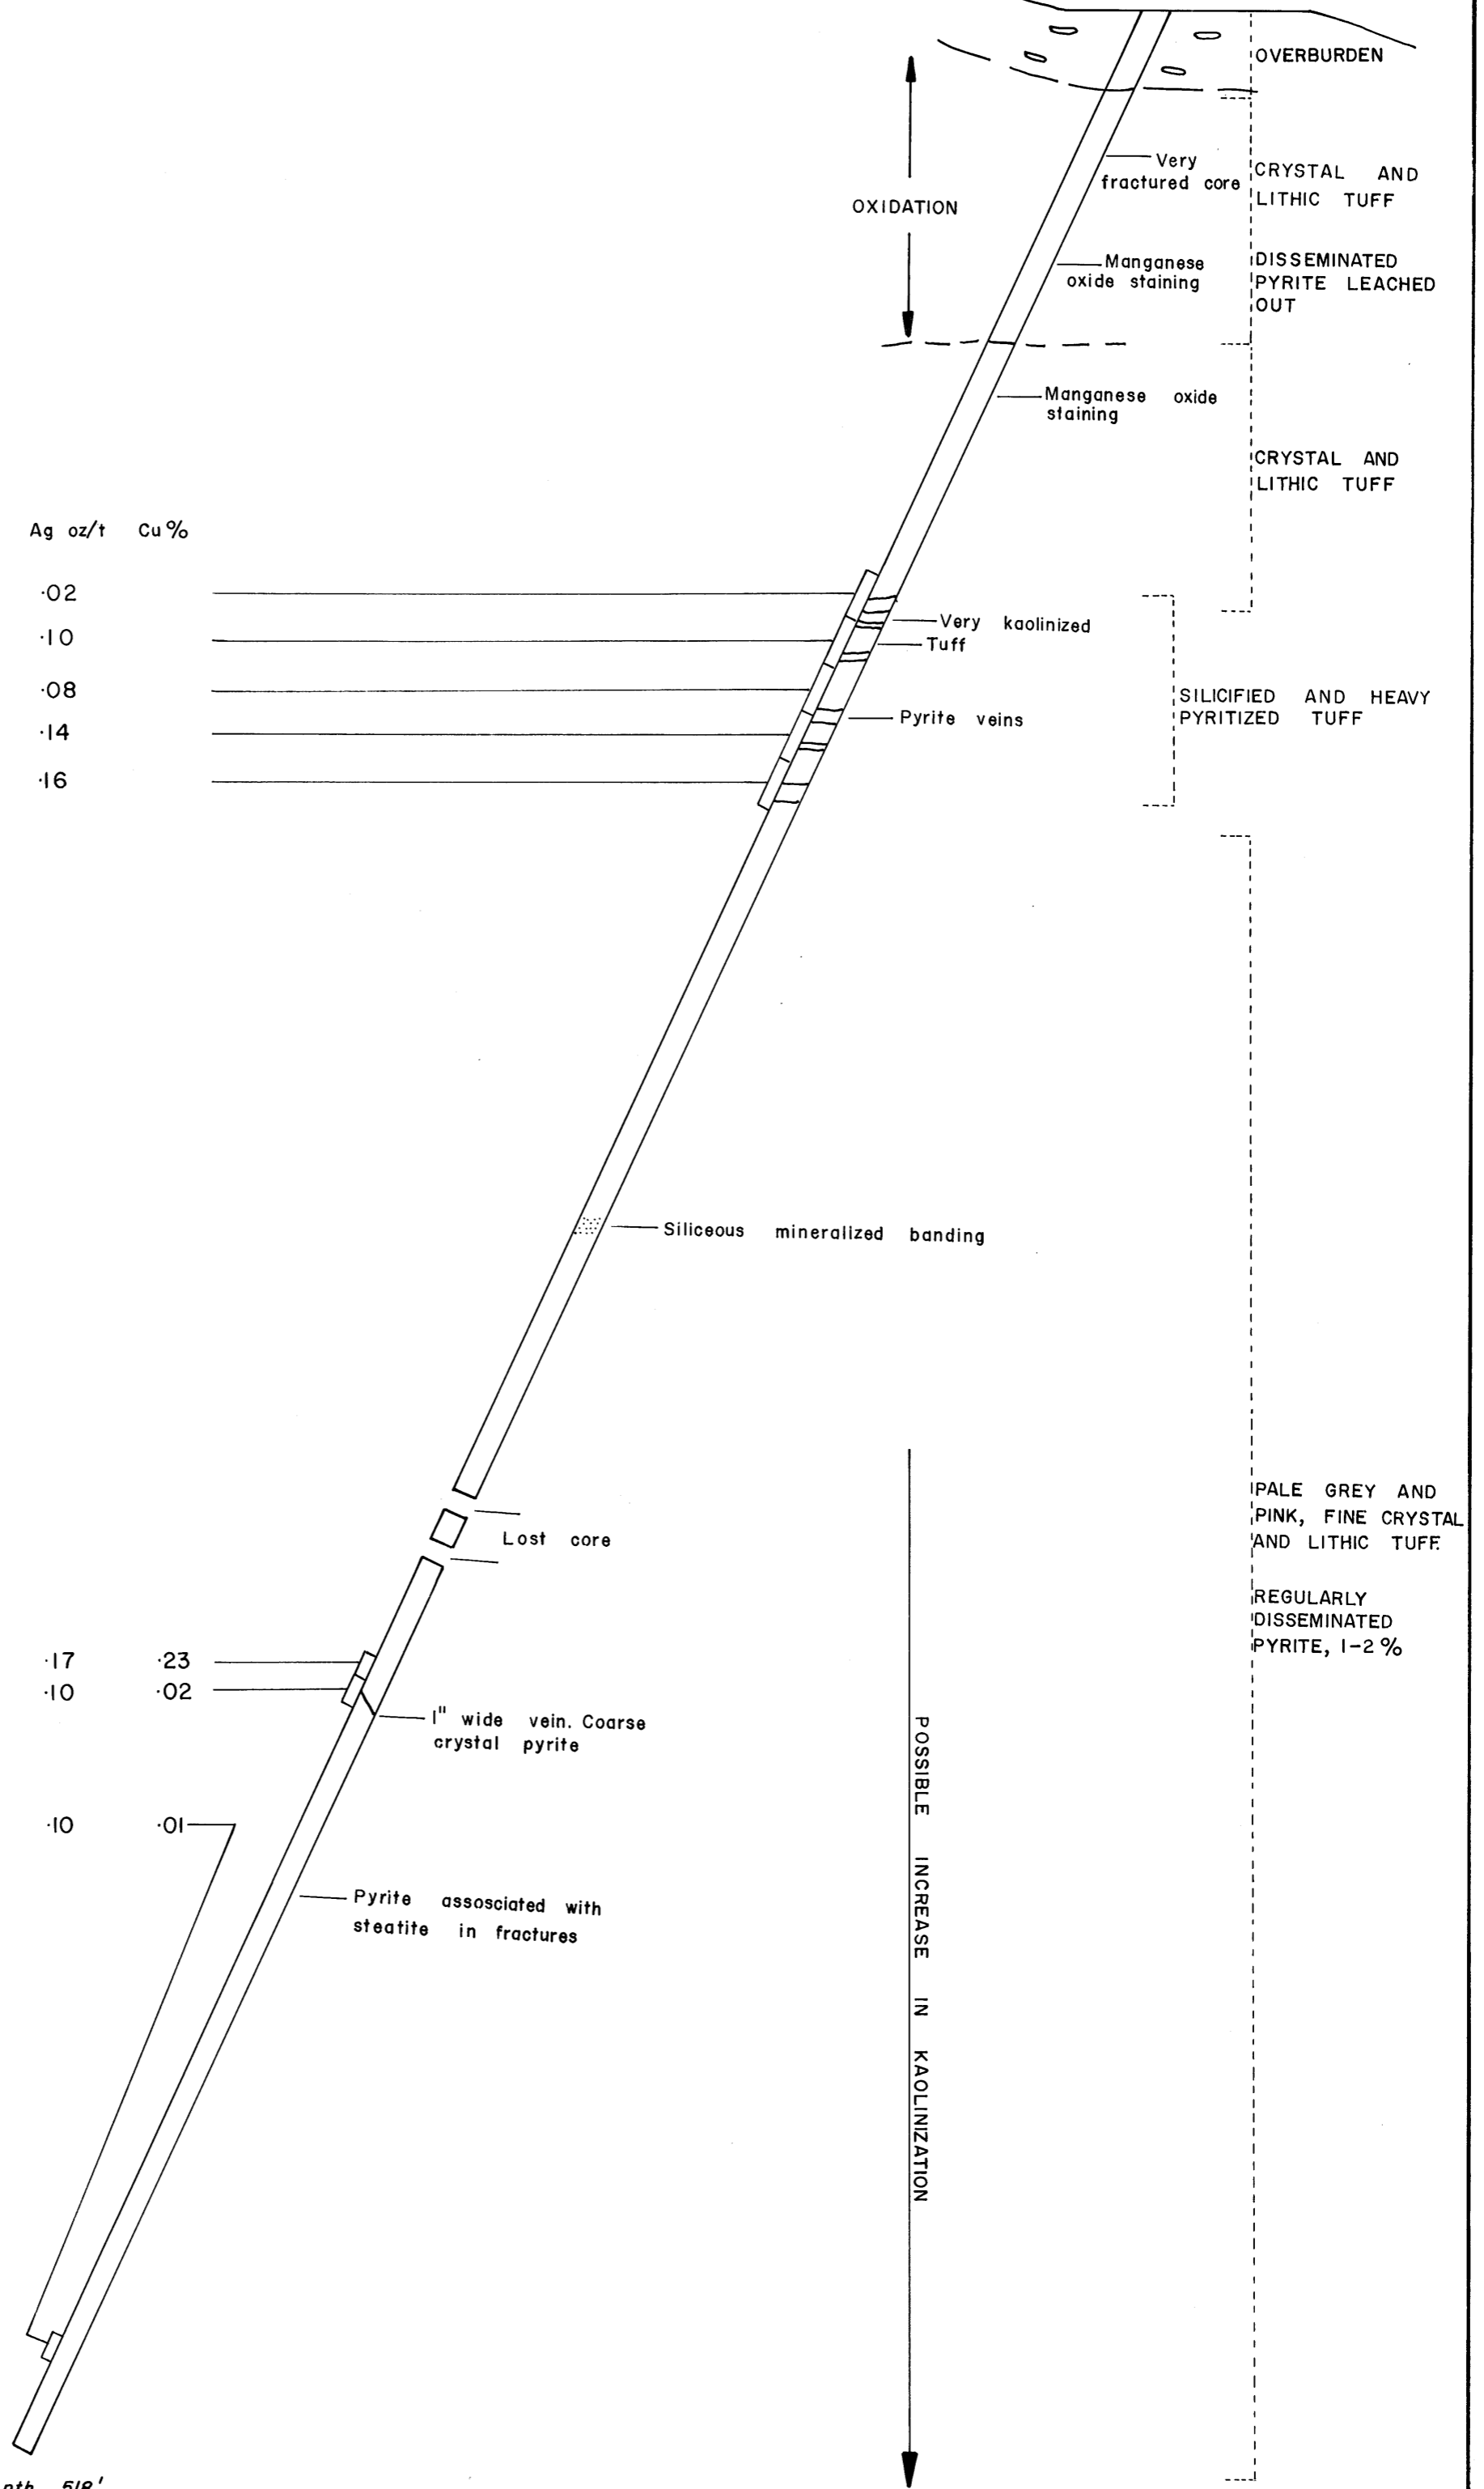 OVERBURDEN
Very
fractured core
CRYSTAL AND
LITHIC TUFF
OXIDATION
Manganese
oxide staining
DISSEMINATED
PYRITE LEACHED
OUT
Manganese oxide
staining
CRYSTAL AND
LITHIC TUFF
Ag oz/t Cu%
·02
·10
·08
·14
·16
Very kaolinized
Tuff
Pyrite veins
SILICIFIED AND HEAVY
PYRITIZED TUFF
Siliceous mineralized banding
Lost core
PALE GREY AND
PINK, FINE CRYSTAL
AND LITHIC TUFF.
REGULARLY
DISSEMINATED
PYRITE, 1-2%
·17 ·23
·10 ·02
1" wide vein. Coarse
crystal pyrite
·10 ·01
Pyrite assosciated with
steatite in fractures
POSSIBLE INCREASE IN KAOLINIZATION
518'